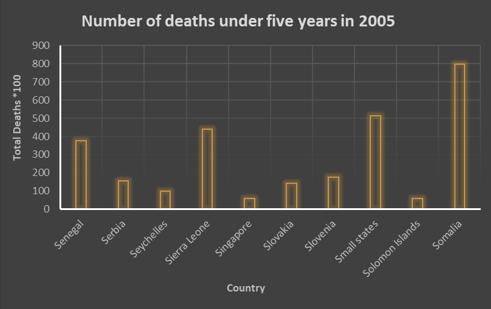 Number of deaths under five years in 2005
Total Deaths *100
900
800
700
600
500
400
300
200
100
0
Senegal
Serbia
Seychelles
Sierra Leone
Singapore
Slovakia
Slovenia
Small states
Solomon Islands
Somalia
Country